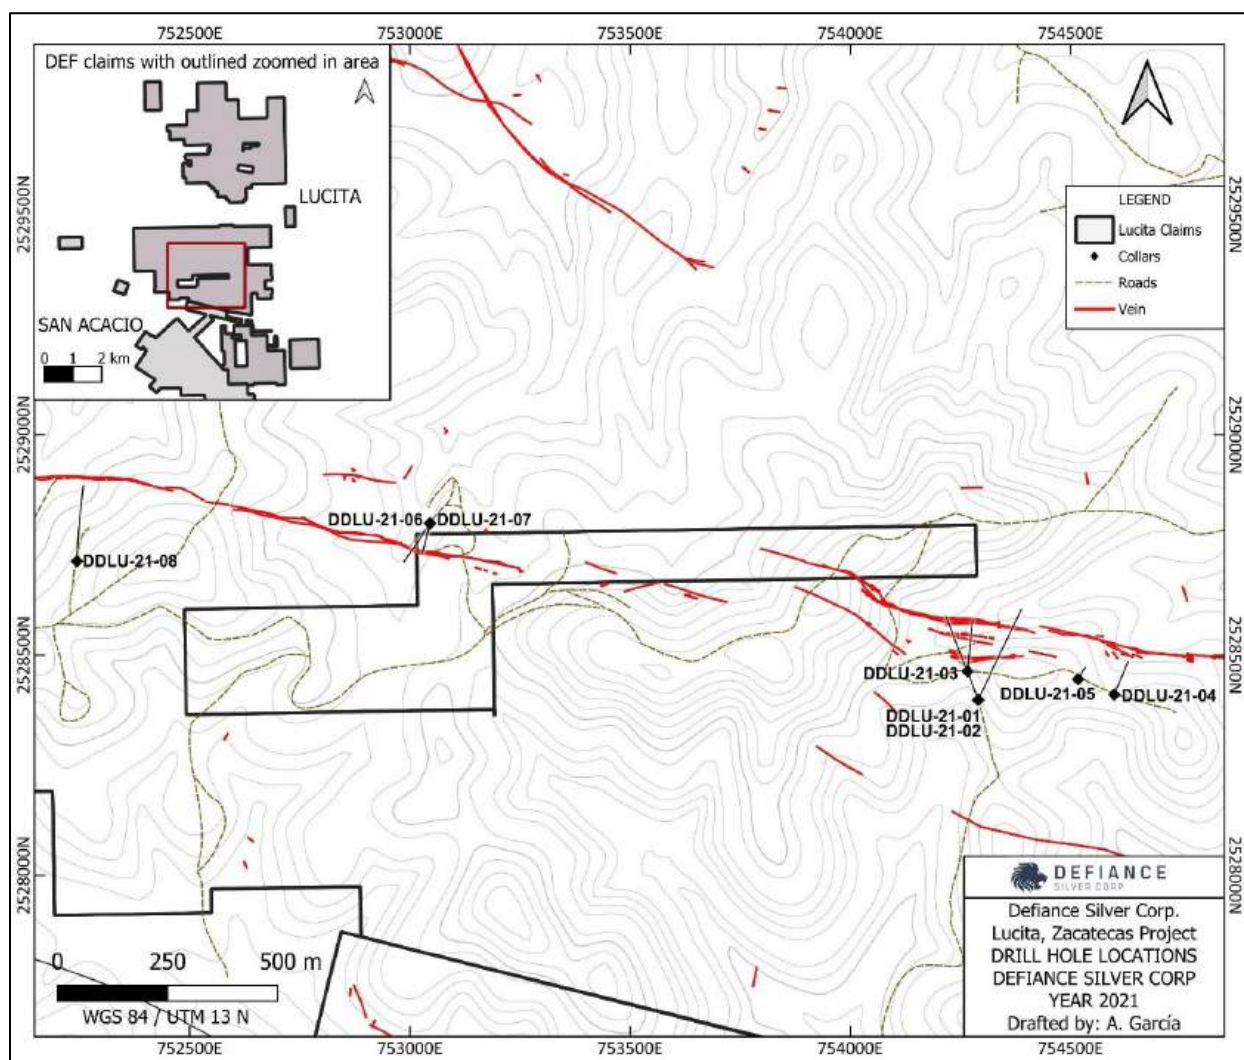 752500E
753000E
753500E
754000E
754500E
DEF claims with outlined zoomed in area
LUCITA
SAN ACACIO
0 1 2 km
2529500N
2529500N
LEGEND
Lucita Claims
Collars
Roads
Vein
2529000N
2529000N
DDLU-21-06
DDLU-21-07
DDLU-21-08
2528500N
2528500N
DDLU-21-03
DDLU-21-05
DDLU-21-04
DDLU-21-01
DDLU-21-02
2528000N
2528000N
DEFIANCE
SILVER CORP
Defiance Silver Corp.
Lucita, Zacatecas Project
DRILL HOLE LOCATIONS
DEFIANCE SILVER CORP
YEAR 2021
Drafted by: A. García
0 250 500 m
WGS 84 / UTM 13 N
752500E
753000E
753500E
754000E
754500E